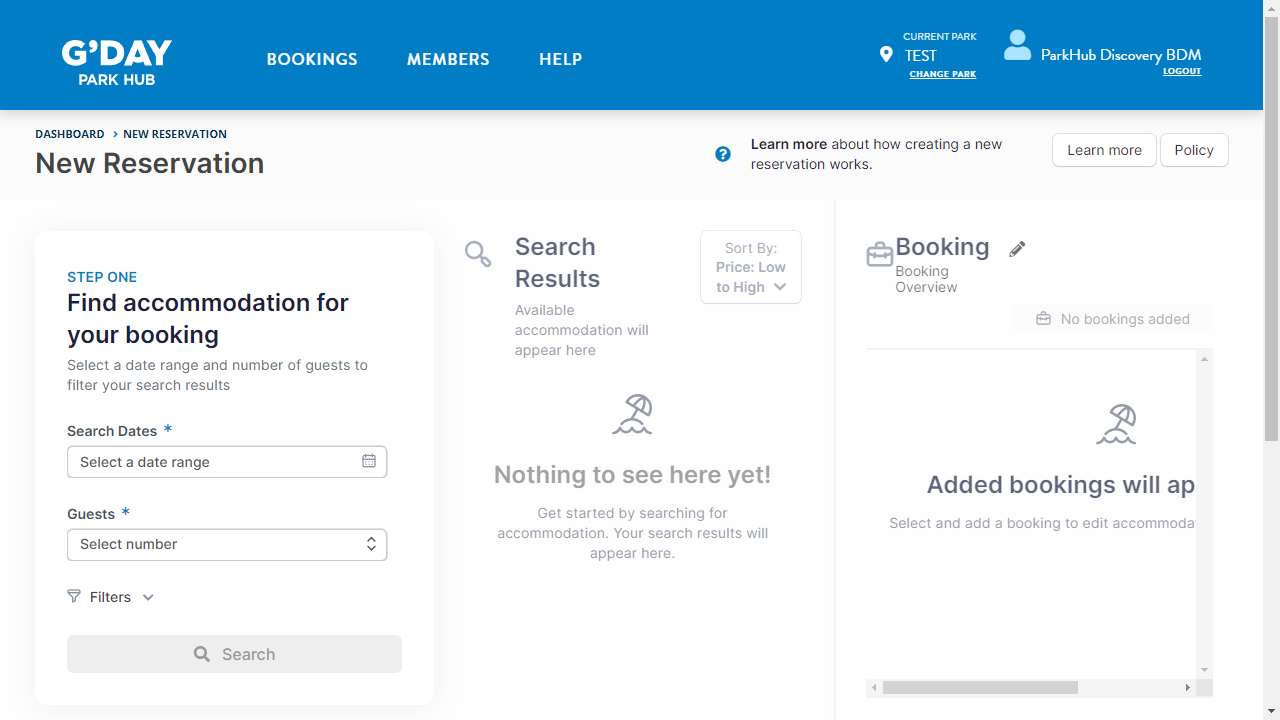 G'DAY
PARK HUB
BOOKINGS
MEMBERS
HELP
CURRENT PARK
TEST
CHANGE PARK
ParkHub Discovery BDM
LOGOUT
DASHBOARD > NEW RESERVATION
New Reservation
? Learn more about how creating a new
reservation works.
Learn more
Policy
STEP ONE
Find accommodation for
your booking
Select a date range and number of guests to
filter your search results
Search Dates *
Select a date range
Guests *
Select number
Filters
Search
Search
Results
Available
accommodation will
appear here
Sort By:
Price: Low
to High
Nothing to see here yet!
Get started by searching for
accommodation. Your search results will
appear here.
Booking
Booking
Overview
No bookings added
Added bookings will ap
Select and add a booking to edit accommoda